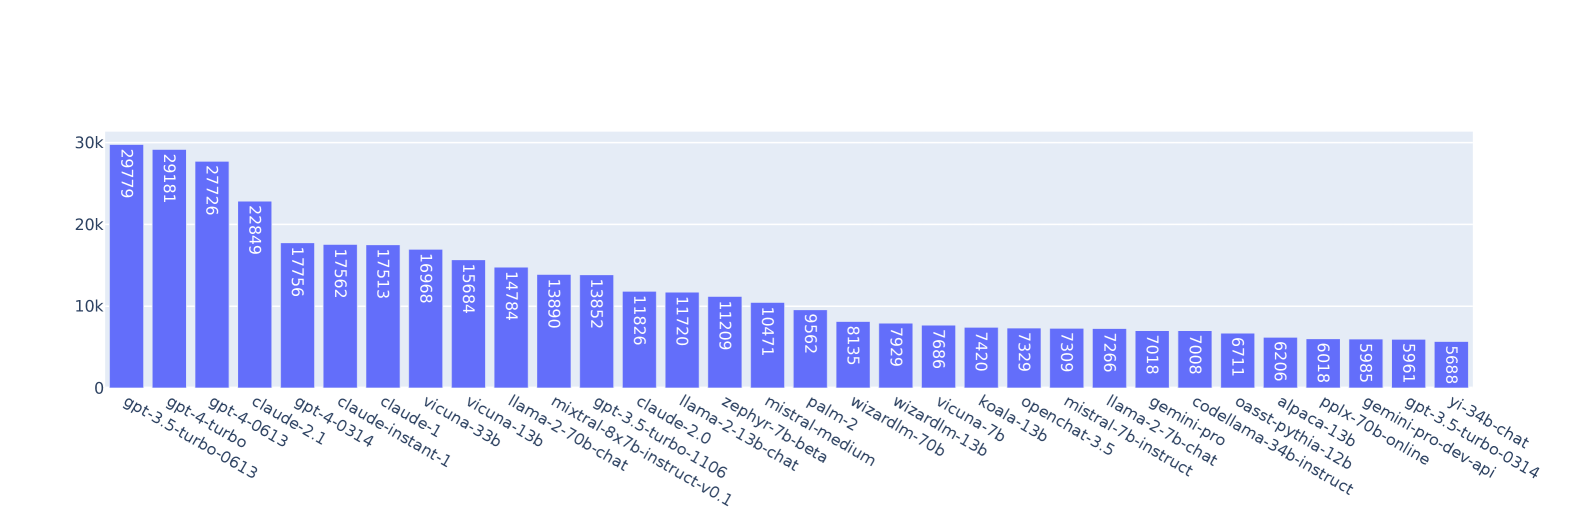 30k
20k
10k
0
29779
29181
27726
22849
17756
17562
17513
16968
15684
14784
13890
13852
11826
11720
11209
10471
9562
8135
7929
7686
7420
7329
7309
7266
7018
7008
6711
6206
6018
5985
5961
5688
gpt-3.5-turbo-0613
gpt-4-turbo
gpt-4-0613
claude-2.1
gpt-4-0314
claude-instant-1
claude-1
vicuna-33b
vicuna-13b
llama-2-70b-chat
mixtral-8x7b-instruct-v0.1
gpt-3.5-turbo-1106
claude-2.0
llama-2-13b-chat
zephyr-7b-beta
mistral-medium
palm-2
wizardlm-70b
wizardlm-13b
vicuna-7b
koala-13b
openchat-3.5
mistral-7b-instruct
llama-2-7b-chat
gemini-pro
codellama-34b-instruct
oasst-pythia-12b
alpaca-13b
pplx-70b-online
gemini-pro-dev-api
gpt-3.5-turbo-0314
yi-34b-chat